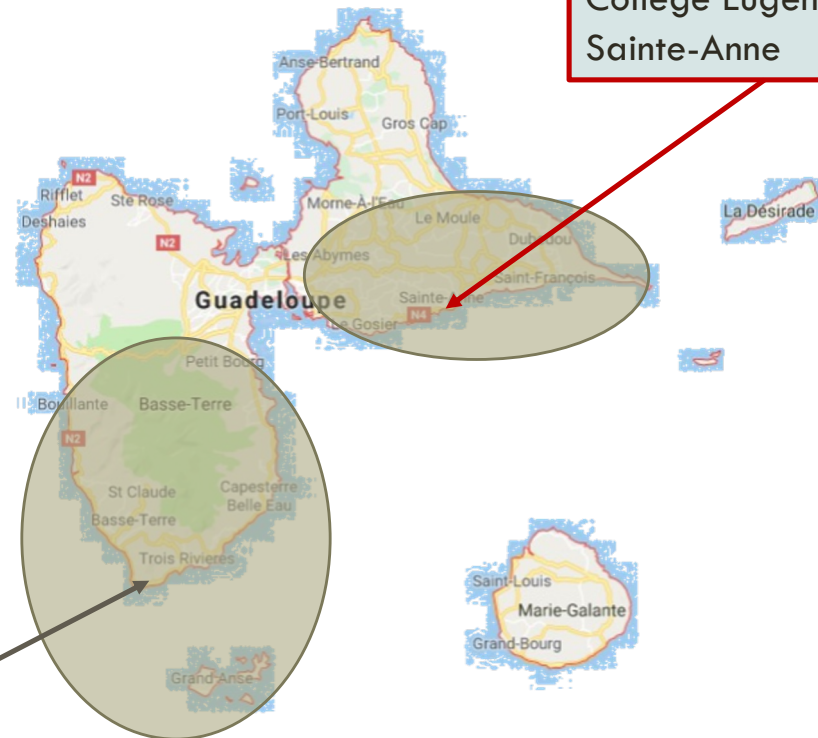 Sainte-Anne
Anse-Bertrand
Port-Louis
Gros Cap
N2
Rifflet
Ste Rose
Deshaies
Morne-À-l'Eau
Le Moule
La Désirade
N2
Dubedou
Les Abymes
Saint-François
Guadeloupe
Sainte-Anne
N4
Le Gosier
Petit Bourg
Bouillante
Basse-Terre
N2
St Claude
Capesterre
Belle Eau
Basse-Terre
Trois Rivieres
Saint-Louis
Marie-Galante
Grand-Bourg
Grand-Anse